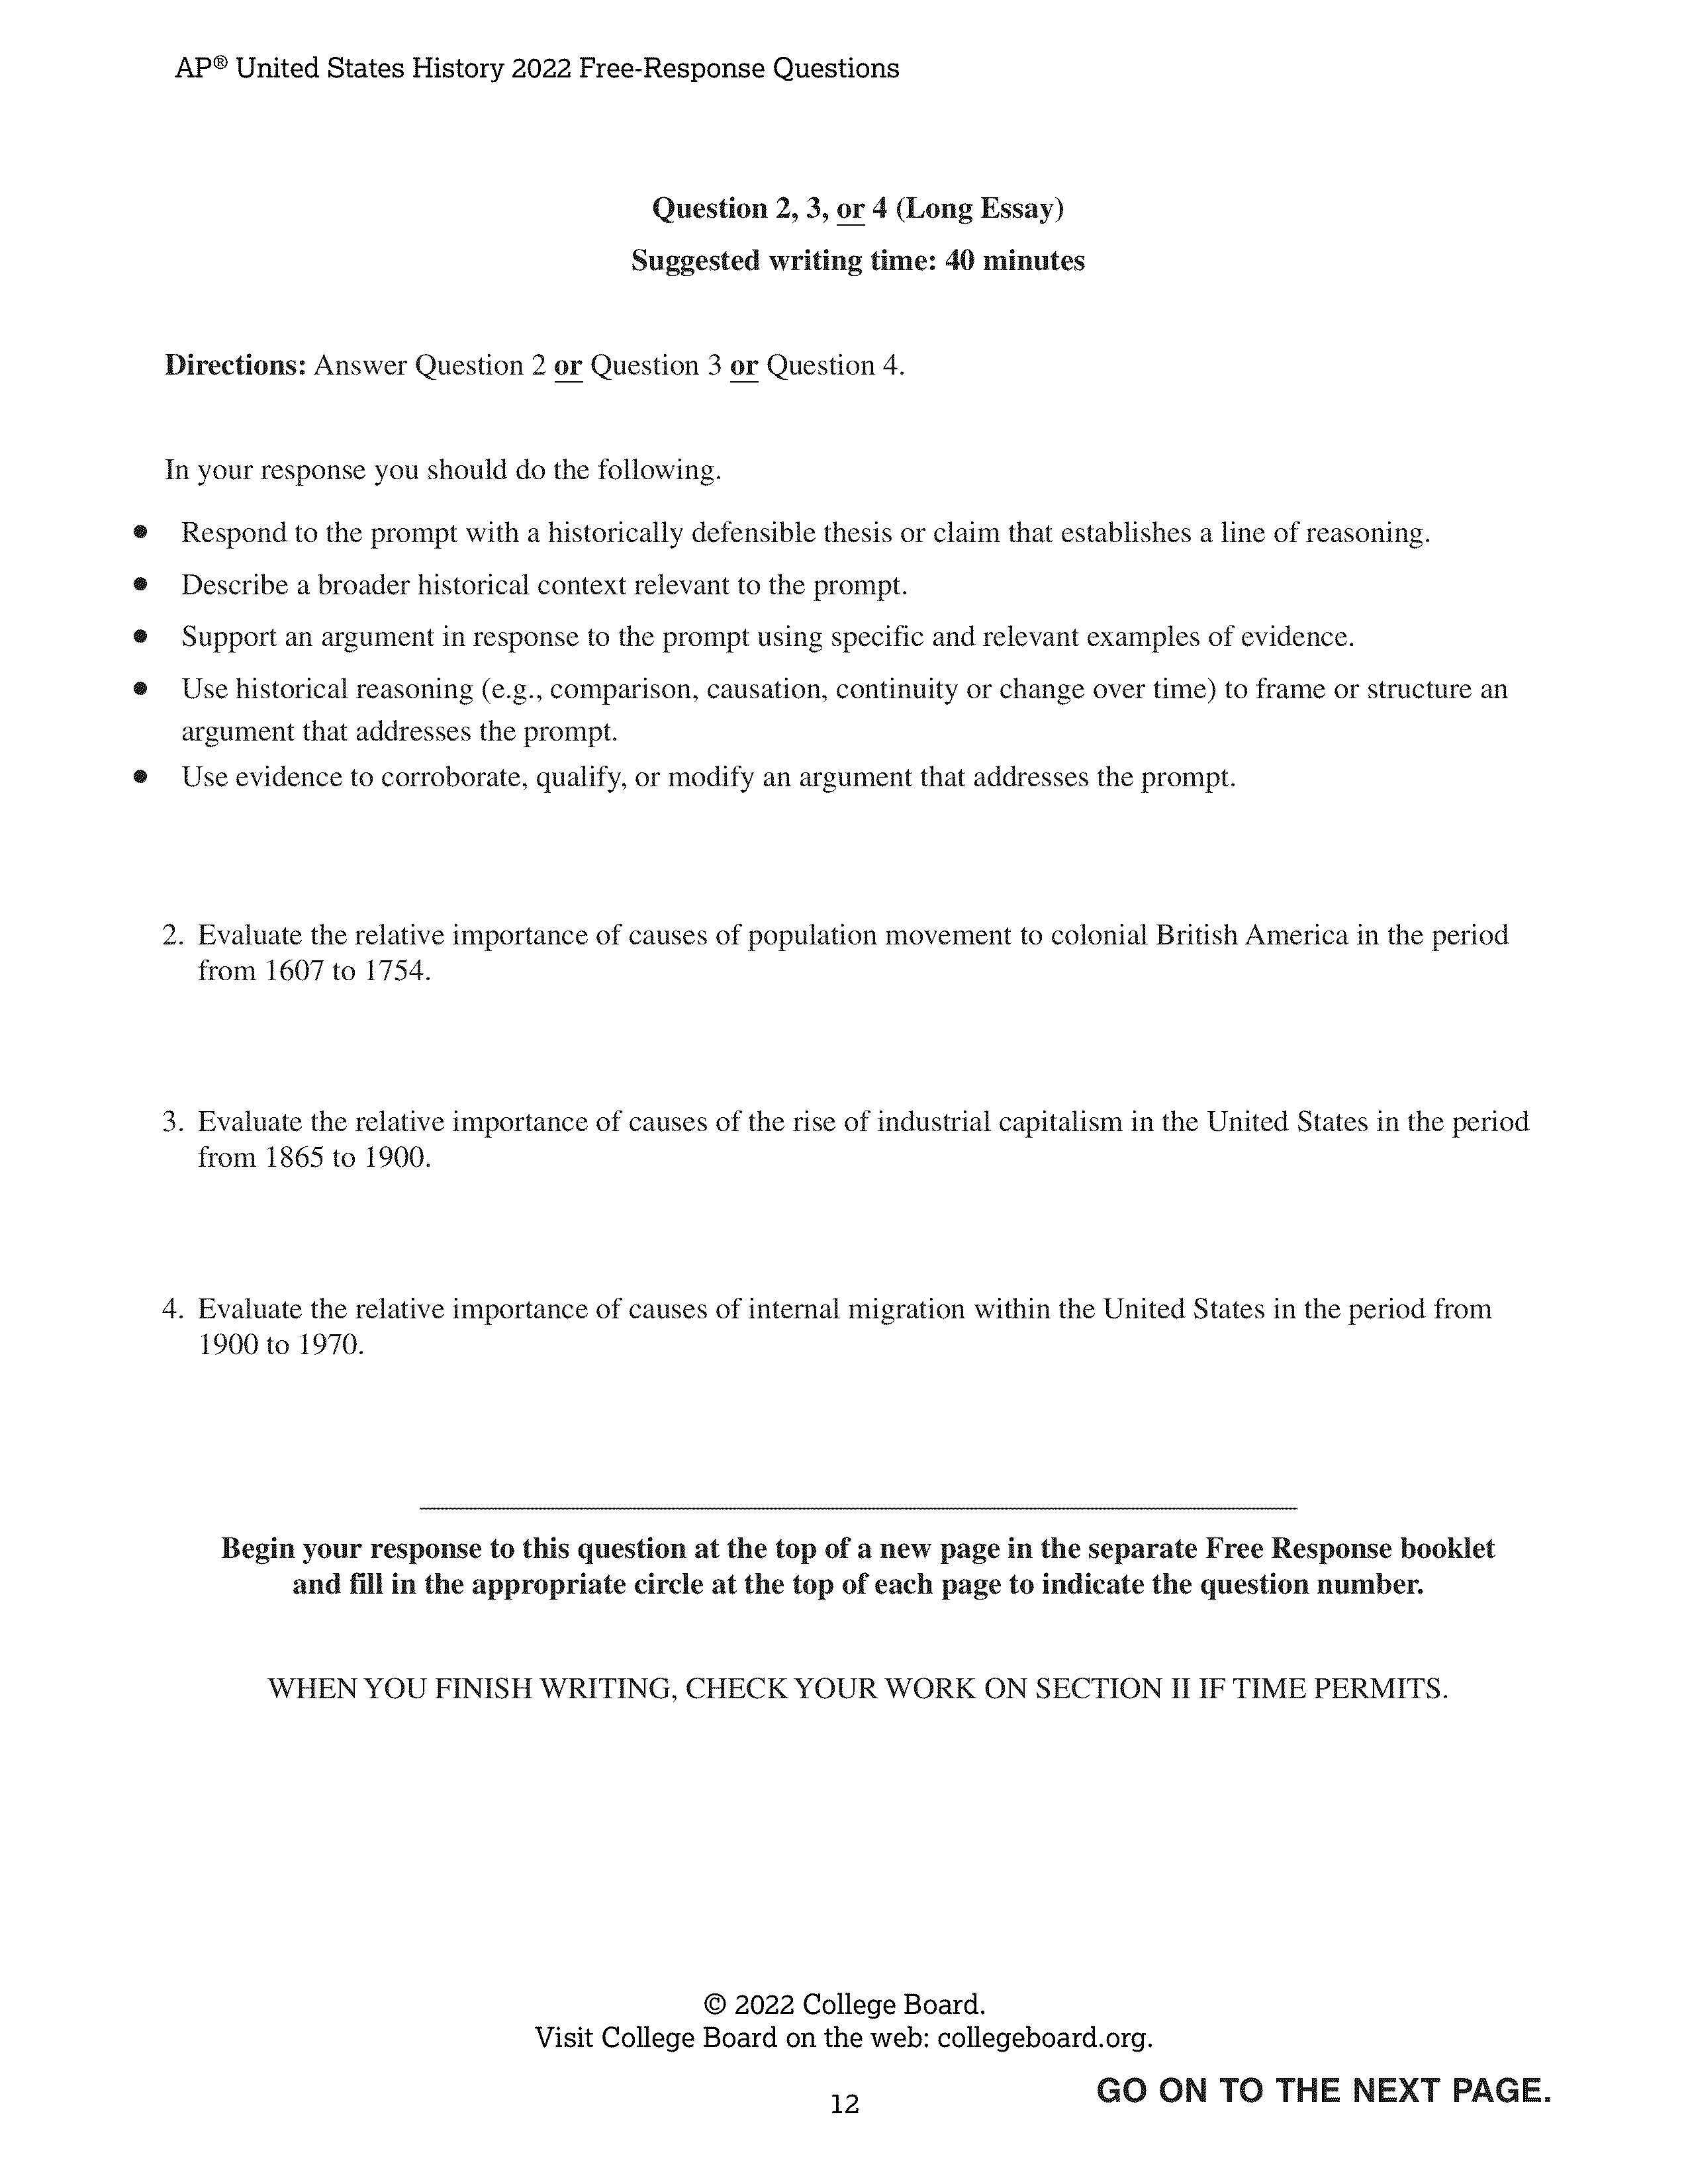 AP® United States History 2022 Free-Response Questions
Question 2, 3, or 4 (Long Essay)
Suggested writing time: 40 minutes
Directions: Answer Question 2 or Question 3 or Question 4.
In your response you should do the following.
• Respond to the prompt with a historically defensible thesis or claim that establishes a line of reasoning.
• Describe a broader historical context relevant to the prompt.
• Support an argument in response to the prompt using specific and relevant examples of evidence.
• Use historical reasoning (e.g., comparison, causation, continuity or change over time) to frame or structure an
argument that addresses the prompt.
• Use evidence to corroborate, qualify, or modify an argument that addresses the prompt.
2. Evaluate the relative importance of causes of population movement to colonial British America in the period
from 1607 to 1754.
3. Evaluate the relative importance of causes of the rise of industrial capitalism in the United States in the period
from 1865 to 1900.
4. Evaluate the relative importance of causes of internal migration within the United States in the period from
1900 to 1970.
Begin your response to this question at the top of a new page in the separate Free Response booklet
and fill in the appropriate circle at the top of each page to indicate the question number.
WHEN YOU FINISH WRITING, CHECK YOUR WORK ON SECTION II IF TIME PERMITS.
© 2022 College Board.
Visit College Board on the web: collegeboard.org.
GO ON TO THE NEXT PAGE.
12